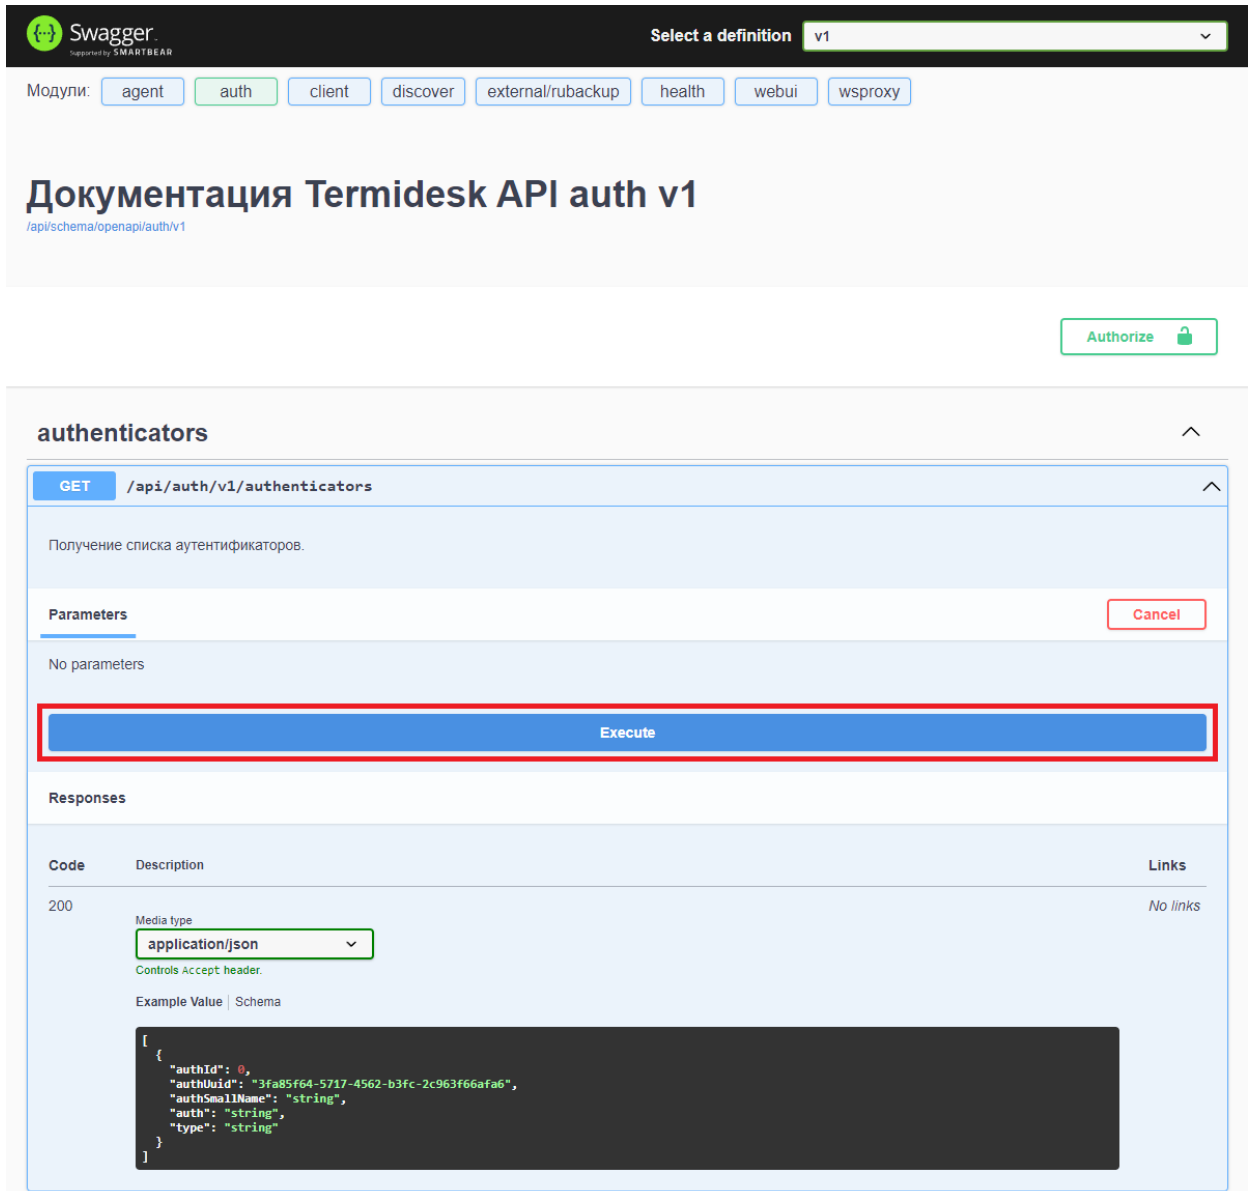 Swagger.
Supported by SMARTBEAR
Select a definition
v1
Модули: agent auth client discover external/rubackup health webui wsproxy
Документация Termidesk API auth v1
/api/schema/openapi/auth/v1
Authorize
authenticators
GET /api/auth/v1/authenticators
Получение списка аутентификаторов.
Parameters
Cancel
No parameters
Execute
Responses
Code Description Links
200 No links
Media type
application/json
Controls Accept header.
Example Value | Schema
[
  {
    "authId": 0,
    "authUuid": "3fa85f64-5717-4562-b3fc-2c963f66afa6",
    "authSmallName": "string",
    "auth": "string",
    "type": "string"
  }
]